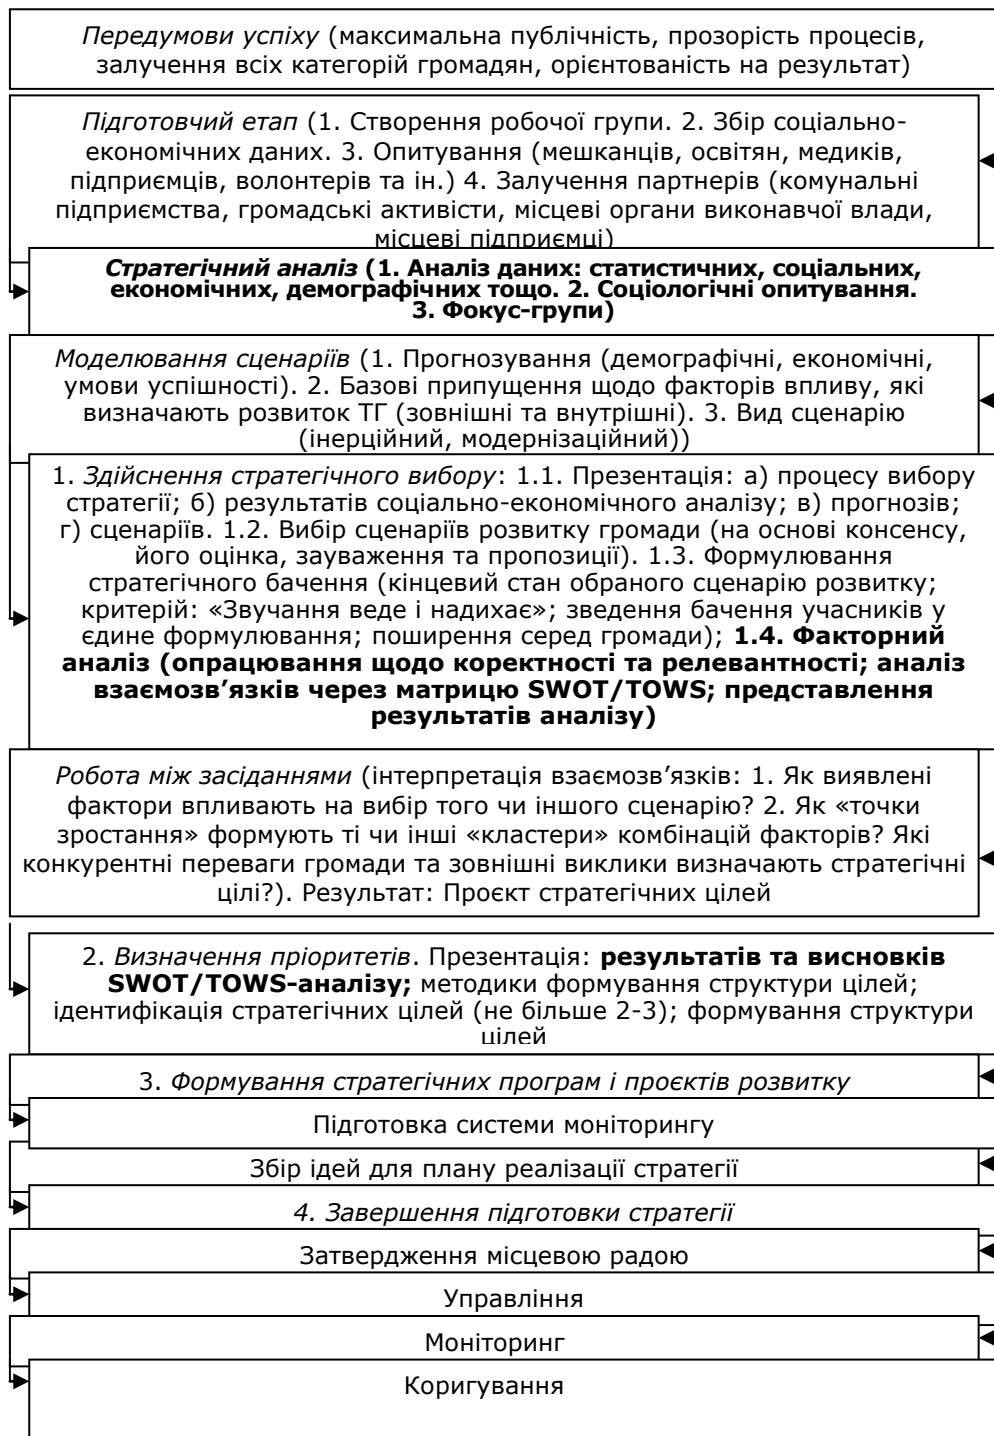 Передумови успіху (максимальна публічність, прозорість процесів,
залучення всіх категорій громадян, орієнтованість на результат)
Підготовчий етап (1. Створення робочої групи. 2. Збір соціально-
економічних даних. 3. Опитування (мешканців, освітян, медиків,
підприємців, волонтерів та ін.) 4. Залучення партнерів (комунальні
підприємства, громадські активісти, місцеві органи виконавчої влади,
місцеві підприємці)
Стратегічний аналіз (1. Аналіз даних: статистичних, соціальних,
економічних, демографічних тощо. 2. Соціологічні опитування.
3. Фокус-групи)
Моделювання сценаріїв (1. Прогнозування (демографічні, економічні,
умови успішності). 2. Базові припущення щодо факторів впливу, які
визначають розвиток ТГ (зовнішні та внутрішні). 3. Вид сценарію
(інерційний, модернізаційний))
1. Здійснення стратегічного вибору: 1.1. Презентація: а) процесу вибору
стратегії; б) результатів соціально-економічного аналізу; в) прогнозів;
г) сценаріїв. 1.2. Вибір сценаріїв розвитку громади (на основі консенсу,
його оцінка, зауваження та пропозиції). 1.3. Формулювання
стратегічного бачення (кінцевий стан обраного сценарію розвитку;
критерій: «Звучання веде і надихає»; зведення бачення учасників у
єдине формулювання; поширення серед громади); 1.4. Факторний
аналіз (опрацювання щодо коректності та релевантності; аналіз
взаємозв’язків через матрицю SWOT/TOWS; представлення
результатів аналізу)
Робота між засіданнями (інтерпретація взаємозв’язків: 1. Як виявлені
фактори впливають на вибір того чи іншого сценарію? 2. Як «точки
зростання» формують ті чи інші «кластери» комбінацій факторів? Які
конкурентні переваги громади та зовнішні виклики визначають стратегічні
цілі?). Результат: Проєкт стратегічних цілей
2. Визначення пріоритетів. Презентація: результатів та висновків
SWOT/TOWS-аналізу; методики формування структури цілей;
ідентифікація стратегічних цілей (не більше 2-3); формування структури
цілей
3. Формування стратегічних програм і проєктів розвитку
Підготовка системи моніторингу
Збір ідей для плану реалізації стратегії
4. Завершення підготовки стратегії
Затвердження місцевою радою
Управління
Моніторинг
Коригування